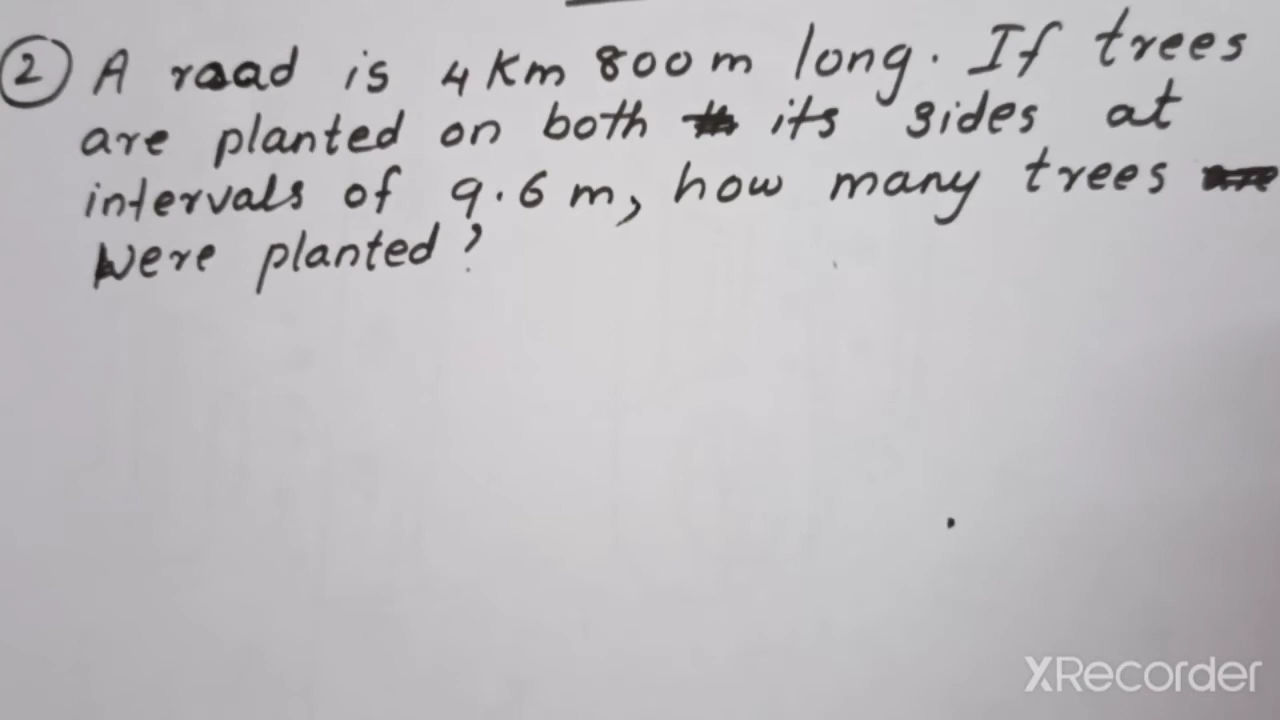 2 A road is 4 Km 800 m long. If trees
are planted on both its sides at
intervals of 9.6 m, how many trees
Were planted?
XRecorder